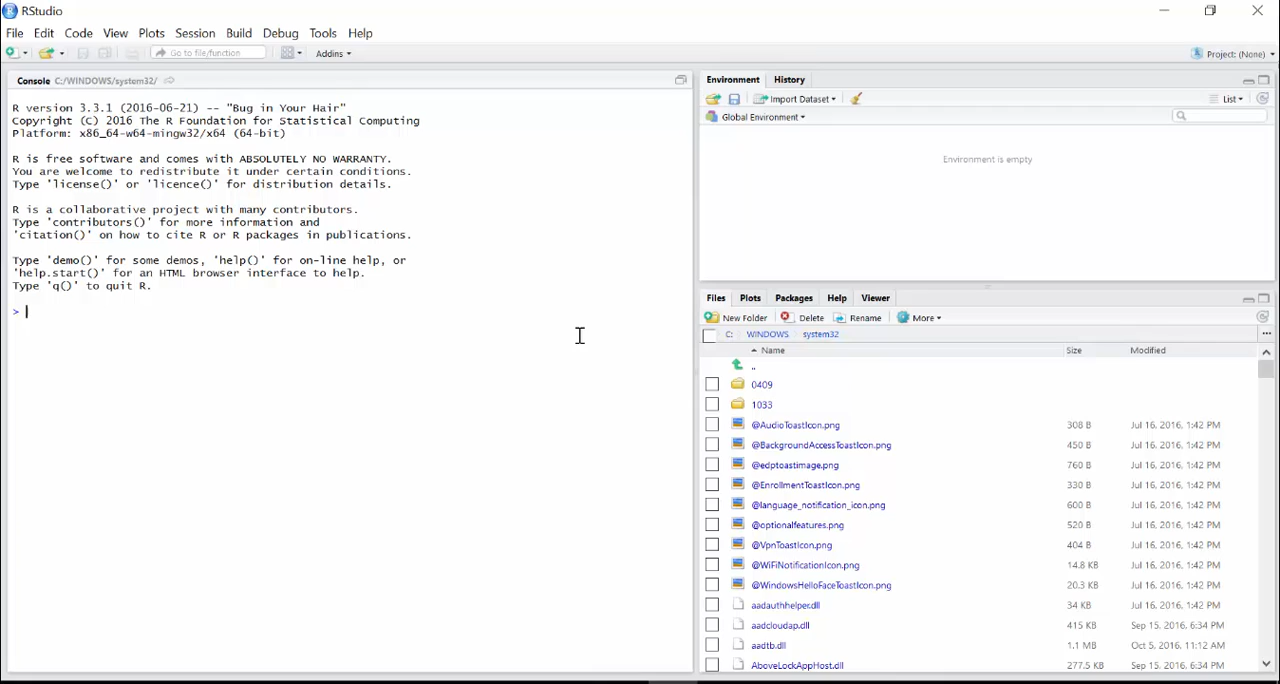 RStudio
File Edit Code View Plots Session Build Debug Tools Help
Go to file/function Addins Project: (None)
Console C:/WINDOWS/system32/
R version 3.3.1 (2016-06-21) -- "Bug in Your Hair"
Copyright (C) 2016 The R Foundation for Statistical Computing
Platform: x86_64-w64-mingw32/x64 (64-bit)
R is free software and comes with ABSOLUTELY NO WARRANTY.
You are welcome to redistribute it under certain conditions.
Type 'license()' or 'licence()' for distribution details.
R is a collaborative project with many contributors.
Type 'contributors()' for more information and
'citation()' on how to cite R or R packages in publications.
Type 'demo()' for some demos, 'help()' for on-line help, or
'help.start()' for an HTML browser interface to help.
Type 'q()' to quit R.
>
Environment History
Import Dataset List
Global Environment
Environment is empty
Files Plots Packages Help Viewer
New Folder Delete Rename More
C: WINDOWS system32 ...
Name Size Modified
..
0409
1033
@AudioToastIcon.png 308 B Jul 16, 2016, 1:42 PM
@BackgroundAccessToastIcon.png 450 B Jul 16, 2016, 1:42 PM
@edptoastimage.png 760 B Jul 16, 2016, 1:42 PM
@EnrollmentToastIcon.png 330 B Jul 16, 2016, 1:42 PM
@language_notification_icon.png 600 B Jul 16, 2016, 1:42 PM
@optionalfeatures.png 520 B Jul 16, 2016, 1:42 PM
@VpnToastIcon.png 404 B Jul 16, 2016, 1:42 PM
@WiFiNotificationIcon.png 14.8 KB Jul 16, 2016, 1:42 PM
@WindowsHelloFaceToastIcon.png 20.3 KB Jul 16, 2016, 1:42 PM
aadauthhelper.dll 34 KB Jul 16, 2016, 1:42 PM
aadcloudap.dll 415 KB Sep 15, 2016, 6:34 PM
aadtb.dll 1.1 MB Oct 5, 2016, 11:12 AM
AboveLockAppHost.dll 277.5 KB Sep 15, 2016, 6:34 PM